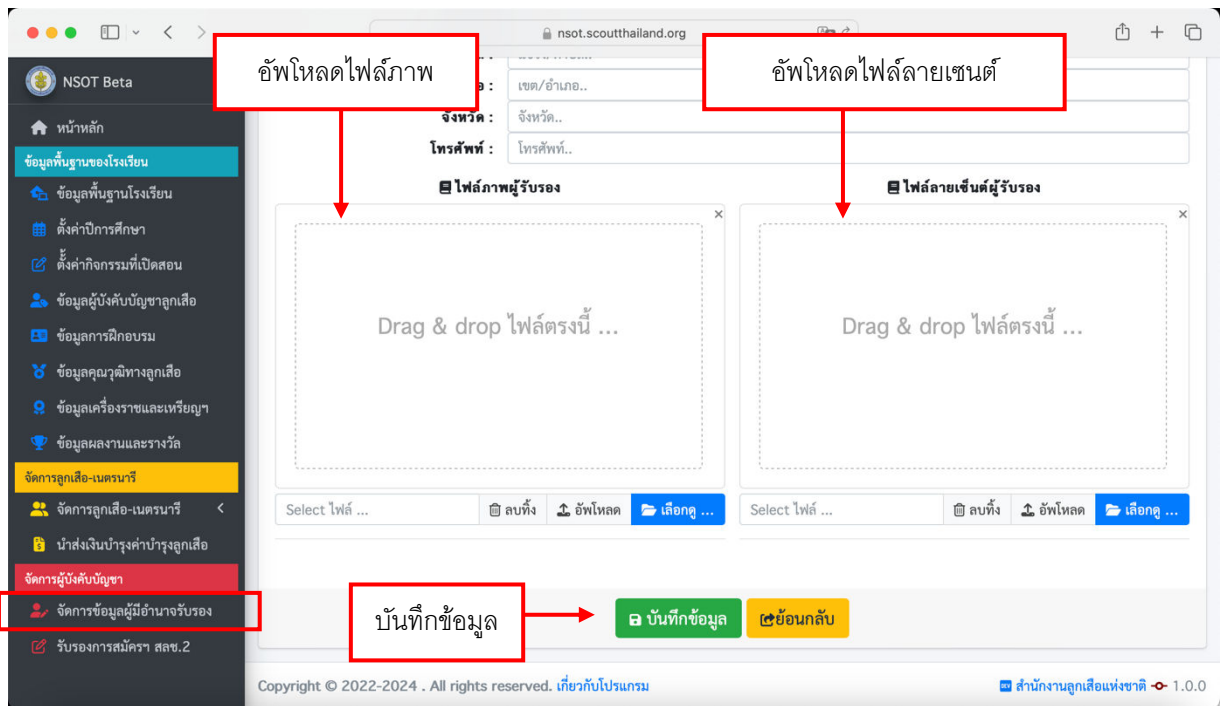 nsot.scoutthailand.org
อัพโหลดไฟล์ภาพ
อัพโหลดไฟล์ลายเซนต์
NSOT Beta
หน้าหลัก
ข้อมูลพื้นฐานของโรงเรียน
ข้อมูลพื้นฐานโรงเรียน
ตั้งค่าปีการศึกษา
ตั้งค่ากิจกรรมที่เปิดสอน
ข้อมูลผู้บังคับบัญชาลูกเสือ
ข้อมูลการฝึกอบรม
ข้อมูลคุณวุฒิทางลูกเสือ
ข้อมูลเครื่องราชและเหรียญฯ
ข้อมูลผลงานและรางวัล
จัดการลูกเสือ-เนตรนารี
จัดการลูกเสือ-เนตรนารี
นำส่งเงินบำรุงค่าบำรุงลูกเสือ
จัดการผู้บังคับบัญชา
จัดการข้อมูลผู้มีอำนาจรับรอง
รับรองการสมัครฯ สลช.2
เขต/อำเภอ..
จังหวัด : จังหวัด..
โทรศัพท์ : โทรศัพท์..
ไฟล์ภาพผู้รับรอง
Drag & drop ไฟล์ตรงนี้ ...
Select ไฟล์ ... ลบทิ้ง อัพโหลด เลือกดู ...
ไฟล์ลายเซ็นต์ผู้รับรอง
Drag & drop ไฟล์ตรงนี้ ...
Select ไฟล์ ... ลบทิ้ง อัพโหลด เลือกดู ...
บันทึกข้อมูล
บันทึกข้อมูล ย้อนกลับ
Copyright © 2022-2024 . All rights reserved. เกี่ยวกับโปรแกรม
สำนักงานลูกเสือแห่งชาติ 1.0.0